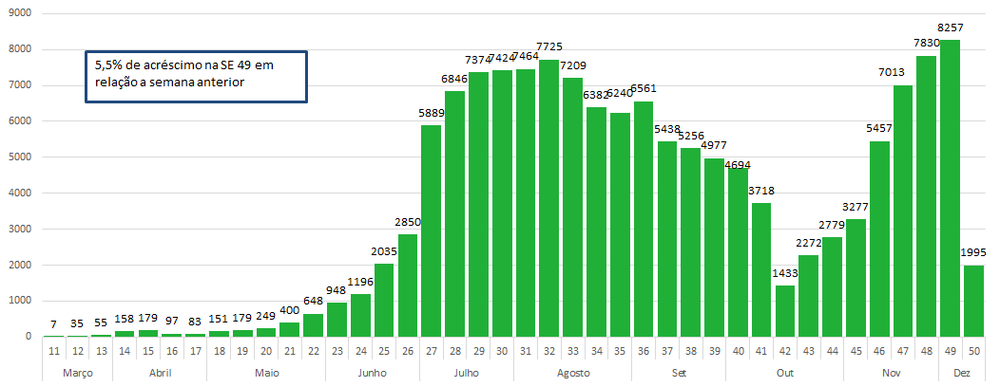 9000
8000
7000
6000
5000
4000
3000
2000
1000
0
5,5% de acréscimo na SE 49 em
relação a semana anterior
7 35 55 158 179 97 83 151 179 249 400 648 948 1196 2035 2850 5889 6846 7374 7424 7464 7725 7209 6382 6240 6561 5438 5256 4977 4694 3718 1433 2272 2779 3277 5457 7013 7830 8257 1995
11 12 13 14 15 16 17 18 19 20 21 22 23 24 25 26 27 28 29 30 31 32 33 34 35 36 37 38 39 40 41 42 43 44 45 46 47 48 49 50
Março Abril Maio Junho Julho Agosto Set Out Nov Dez